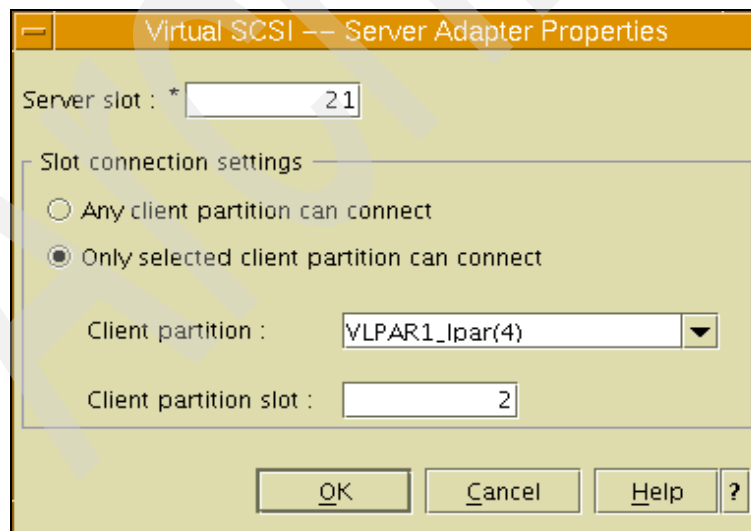 Virtual SCSI -- Server Adapter Properties
Server slot : * 21
Slot connection settings
Any client partition can connect
Only selected client partition can connect
Client partition : VLPAR1_lpar(4)
Client partition slot : 2
OK Cancel Help ?